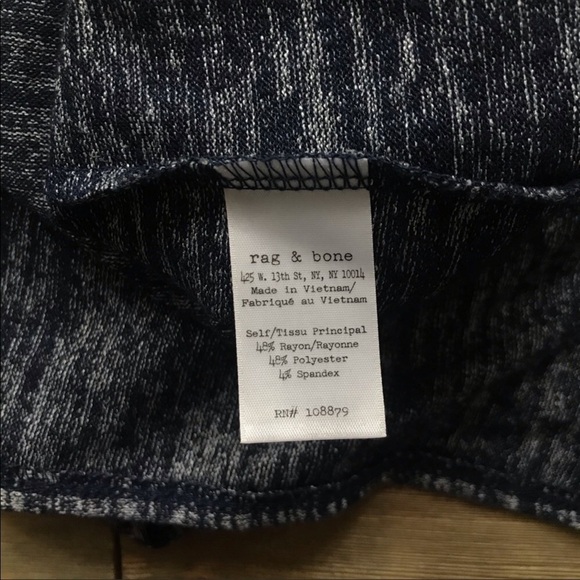 rag & bone
425 W. 13th St, NY, NY 10014
Made in Vietnam/
Fabriqué au Vietnam
Self/Tissu Principal
48% Rayon/Rayonne
48% Polyester
4% Spandex
RN# 108879